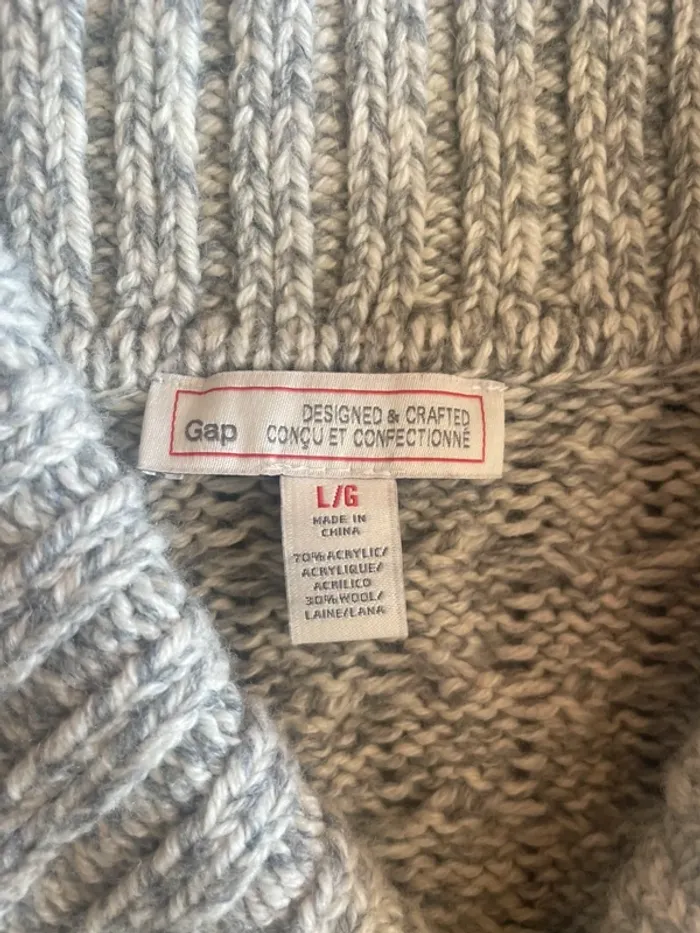 Gap
DESIGNED & CRAFTED
CONÇU ET CONFECTIONNÉ
L/G
MADE IN
CHINA
70% ACRYLIC/
ACRYLIQUE/
ACRILICO
30% WOOL/
LAINE/LANA